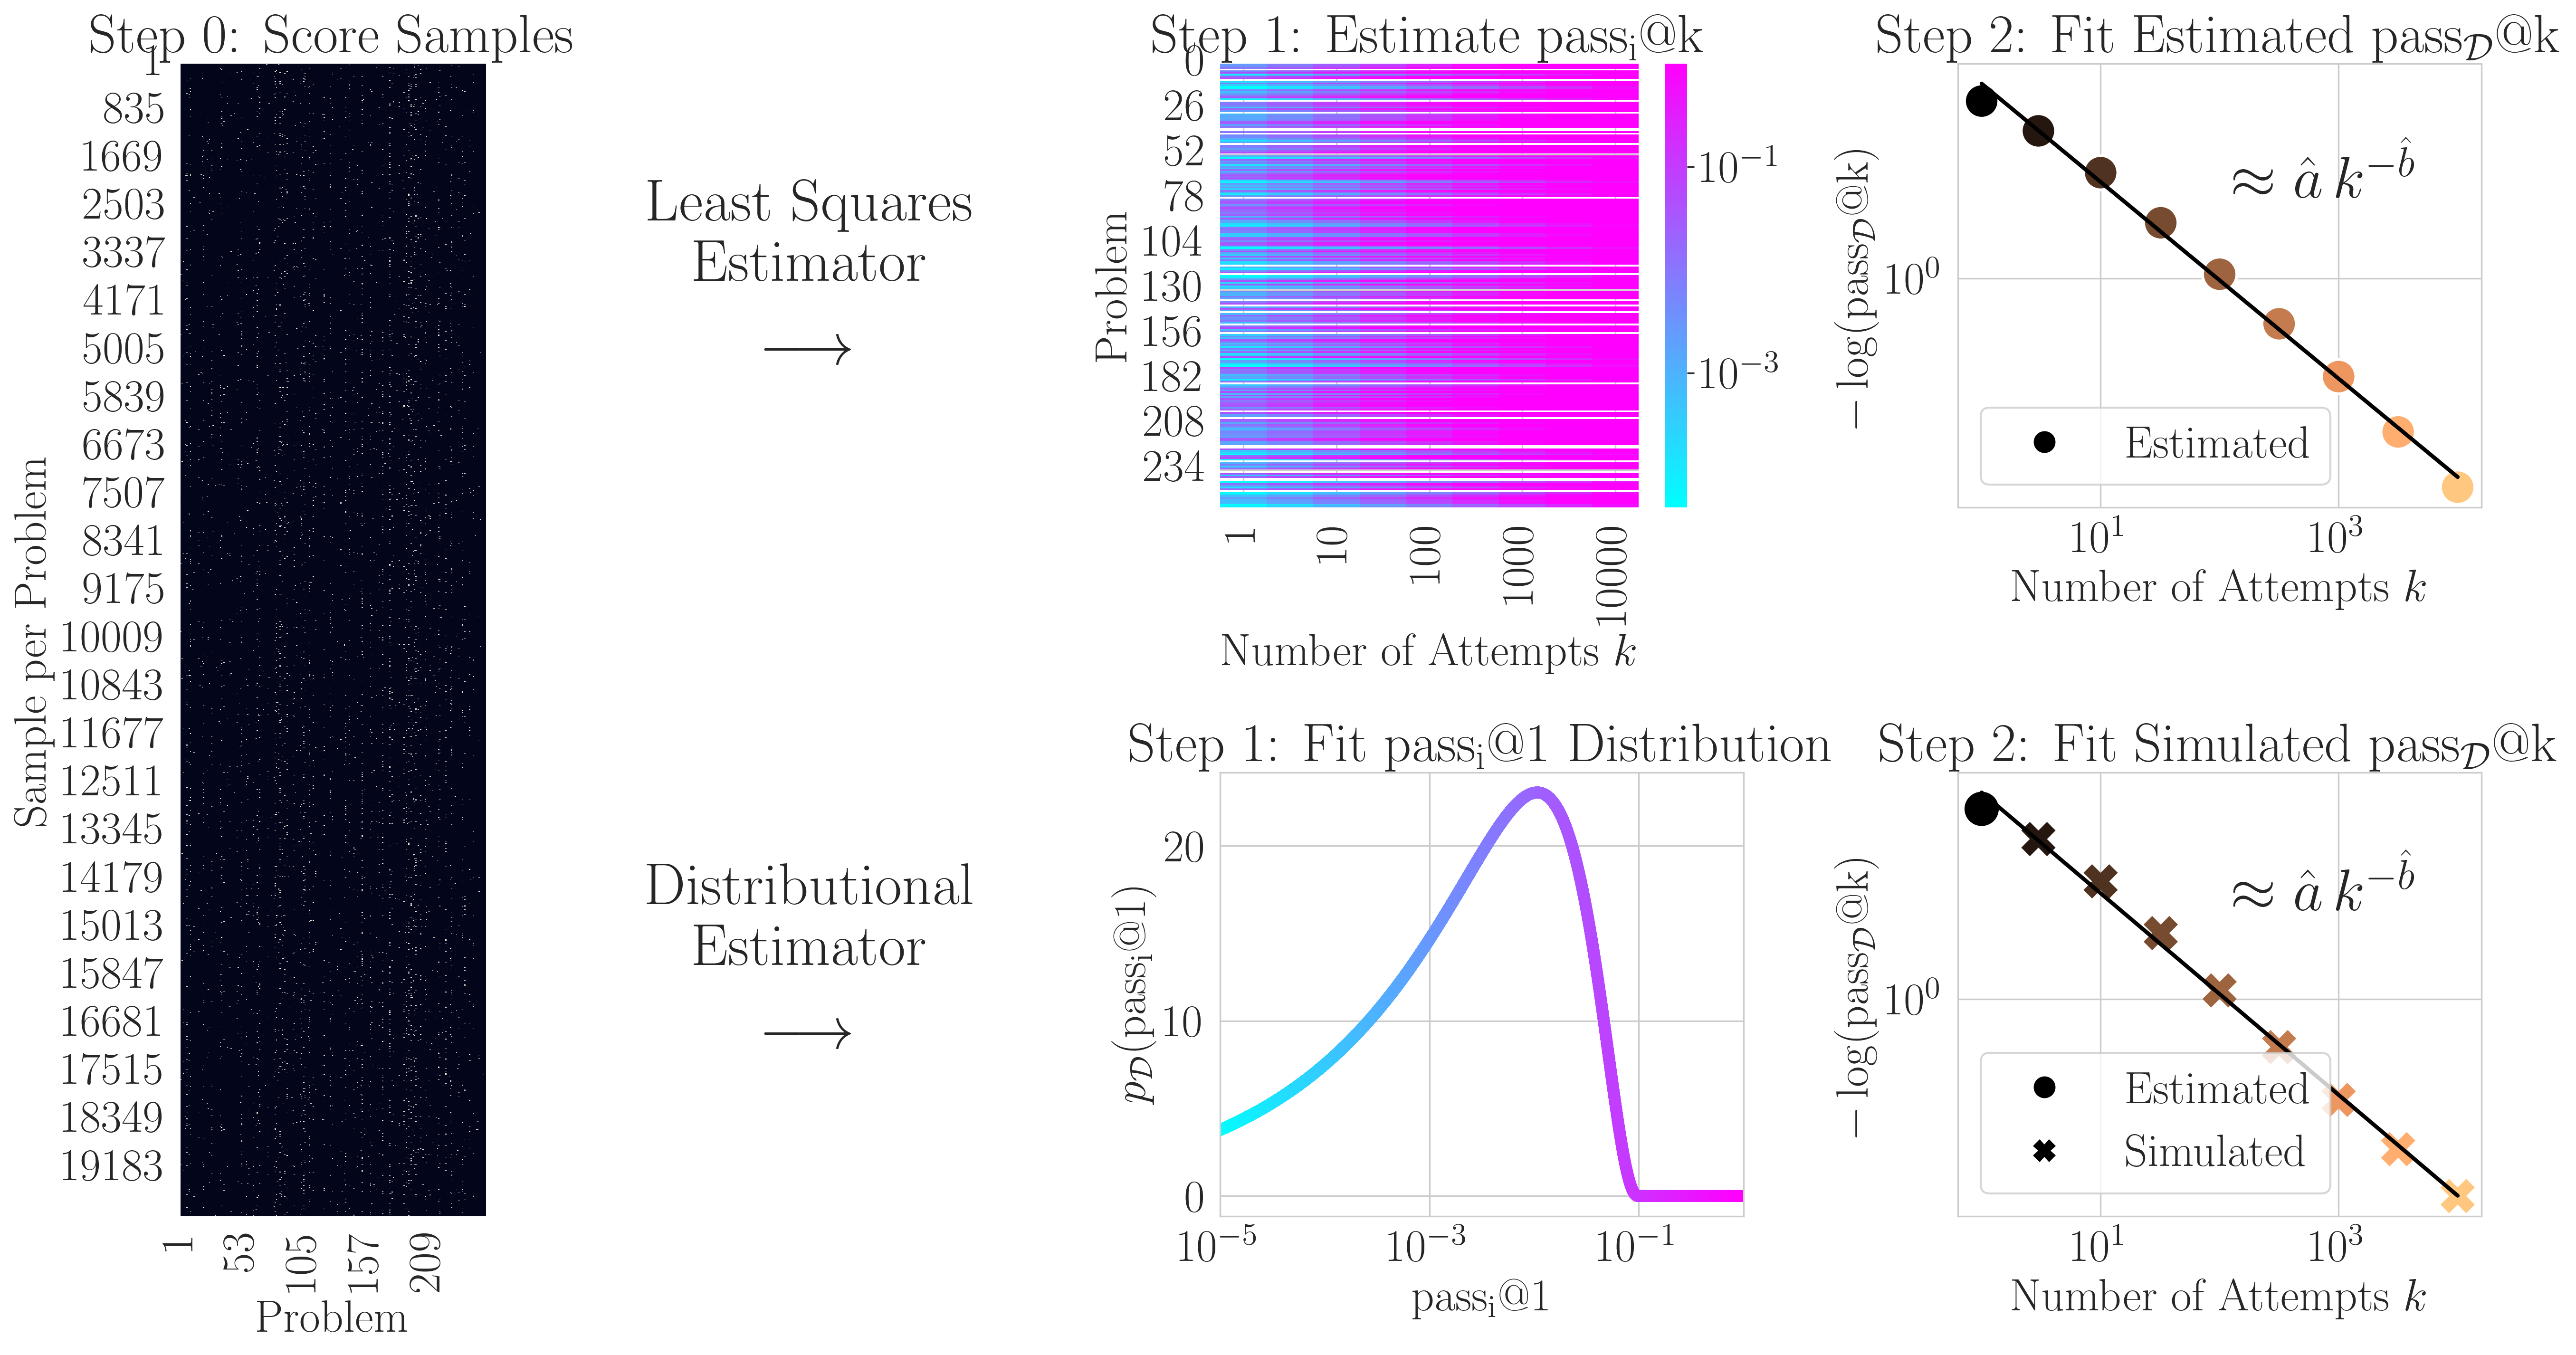 Step 0: Score Samples
1
835
1669
2503
3337
4171
5005
5839
6673
7507
8341
9175
10009
10843
11677
12511
13345
14179
15013
15847
16681
17515
18349
19183
Sample per Problem
1
53
105
157
209
Problem
Least Squares
Estimator
→
Distributional
Estimator
→
Step 1: Estimate passᵢ@k
0
26
52
78
104
130
156
182
208
234
Problem
1
10
100
1000
10000
Number of Attempts k
10⁻¹
10⁻³
Step 2: Fit Estimated pass𝒟@k
− log(pass𝒟@k)
10⁰
≈ â k^{−b̂}
Estimated
10¹
10³
Number of Attempts k
Step 1: Fit passᵢ@1 Distribution
p𝒟(passᵢ@1)
20
10
0
10⁻⁵
10⁻³
10⁻¹
passᵢ@1
Step 2: Fit Simulated pass𝒟@k
− log(pass𝒟@k)
10⁰
≈ â k^{−b̂}
Estimated
Simulated
10¹
10³
Number of Attempts k